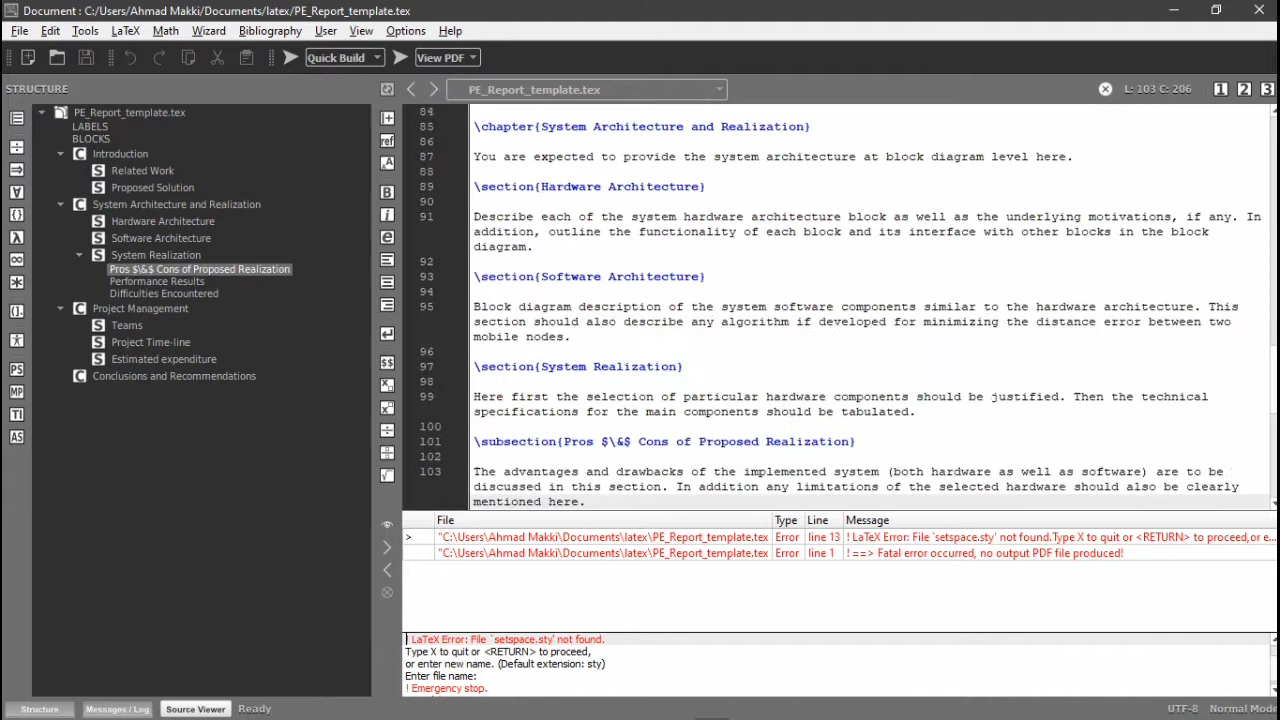 Document : C:/Users/Ahmad Makki/Documents/latex/PE_Report_template.tex
File Edit Tools LaTeX Math Wizard Bibliography User View Options Help
Quick Build View PDF
STRUCTURE
PE_Report_template.tex
L: 103 C: 206
1 2 3
PE_Report_template.tex
LABELS
BLOCKS
C Introduction
S Related Work
S Proposed Solution
C System Architecture and Realization
S Hardware Architecture
S Software Architecture
S System Realization
Pros $\&$ Cons of Proposed Realization
Performance Results
Difficulties Encountered
C Project Management
S Teams
S Project Time-line
S Estimated expenditure
C Conclusions and Recommendations
PS
MP
TI
AS
ref
B
i
e
$$
84
85 \chapter{System Architecture and Realization}
86
87 You are expected to provide the system architecture at block diagram level here.
88
89 \section{Hardware Architecture}
90
91 Describe each of the system hardware architecture block as well as the underlying motivations, if any. In
addition, outline the functionality of each block and its interface with other blocks in the block
diagram.
92
93 \section{Software Architecture}
94
95 Block diagram description of the system software components similar to the hardware architecture. This
section should also describe any algorithm if developed for minimizing the distance error between two
mobile nodes.
96
97 \section{System Realization}
98
99 Here first the selection of particular hardware components should be justified. Then the technical
specifications for the main components should be tabulated.
100
101 \subsection{Pros $\&$ Cons of Proposed Realization}
102
103 The advantages and drawbacks of the implemented system (both hardware as well as software) are to be
discussed in this section. In addition any limitations of the selected hardware should also be clearly
mentioned here.
File Type Line Message
> "C:\Users\Ahmad Makki\Documents\latex\PE_Report_template.tex Error line 13 ! LaTeX Error: File `setspace.sty' not found.Type X to quit or <RETURN> to proceed,or e...
"C:\Users\Ahmad Makki\Documents\latex\PE_Report_template.tex Error line 1 ! ==> Fatal error occurred, no output PDF file produced!
! LaTeX Error: File `setspace.sty' not found.
Type X to quit or <RETURN> to proceed,
or enter new name. (Default extension: sty)
Enter file name:
! Emergency stop.
Structure Messages / Log Source Viewer Ready
UTF-8 Normal Mode